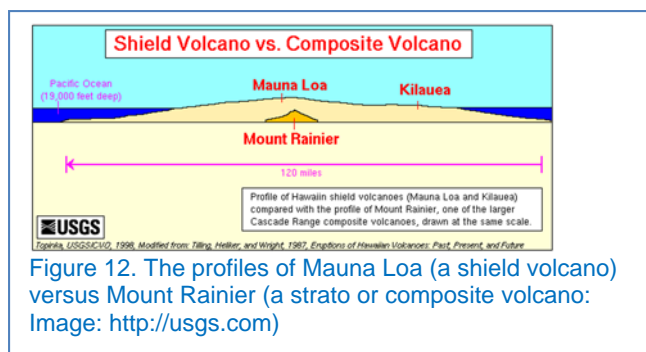 Shield Volcano vs. Composite Volcano
Pacific Ocean
(19,000 feet deep)
Mauna Loa
Kilauea
Mount Rainier
120 miles
Profile of Hawaiin shield volcanoes (Mauna Loa and Kilauea)
compared with the profile of Mount Rainier, one of the larger
Cascade Range composite volcanoes, drawn at the same scale.
USGS
Topinka, USGS/CVO, 1998, Modified from: Tilling, Heliker, and Wright, 1987, Eruptions of Hawaiian Volcanoes: Past, Present, and Future
Figure 12. The profiles of Mauna Loa (a shield volcano)
versus Mount Rainier (a strato or composite volcano:
Image: http://usgs.com)